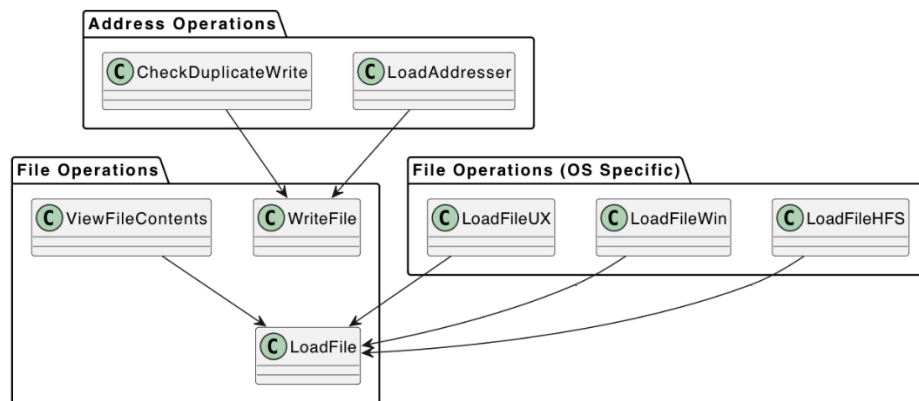 Address Operations
C CheckDuplicateWrite
C LoadAddresser
File Operations
C ViewFileContents
C WriteFile
File Operations (OS Specific)
C LoadFileUX
C LoadFileWin
C LoadFileHFS
C LoadFile